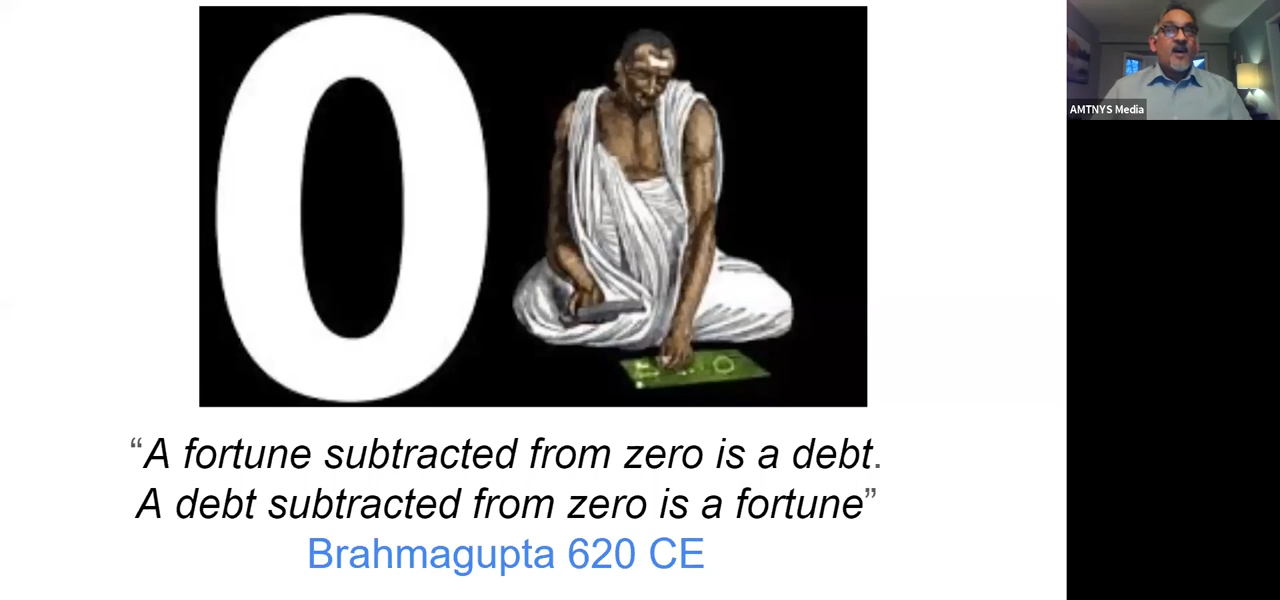 0
“A fortune subtracted from zero is a debt.
A debt subtracted from zero is a fortune”
Brahmagupta 620 CE
AMTNYS Media